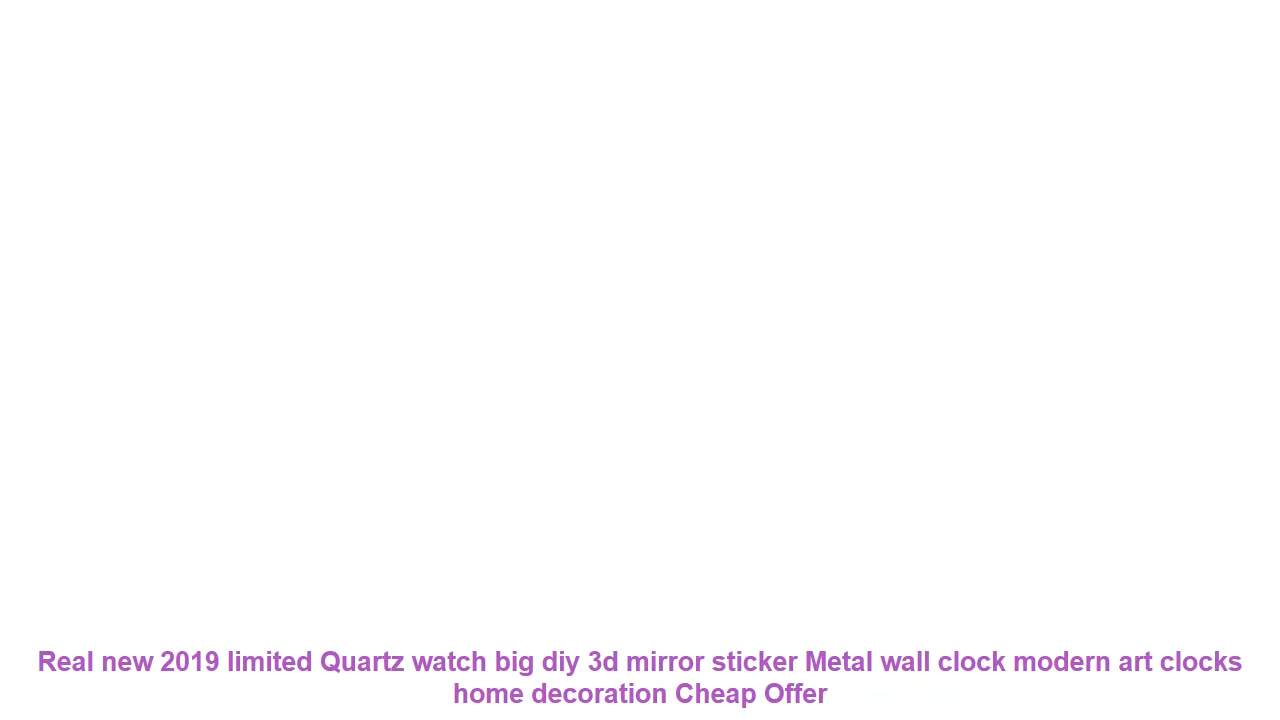 Real new 2019 limited Quartz watch big diy 3d mirror sticker Metal wall clock modern art clocks
home decoration Cheap Offer